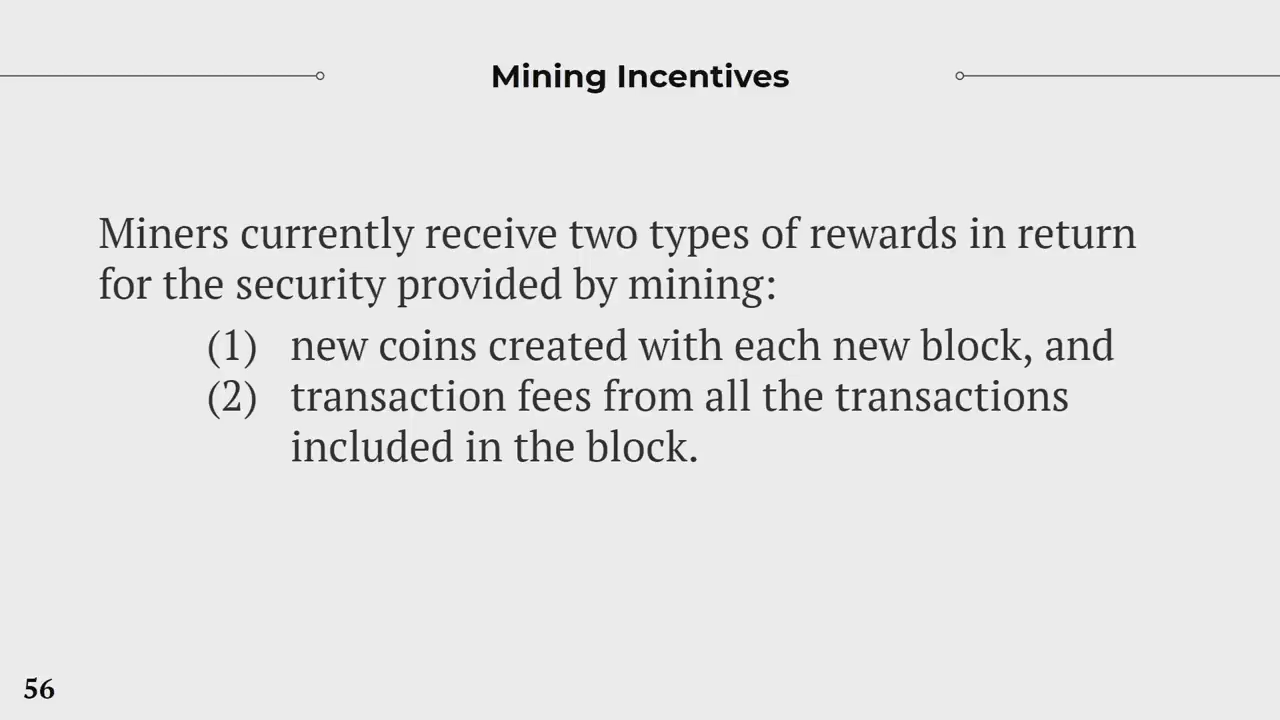 Mining Incentives
Miners currently receive two types of rewards in return
for the security provided by mining:
(1) new coins created with each new block, and
(2) transaction fees from all the transactions
included in the block.
56